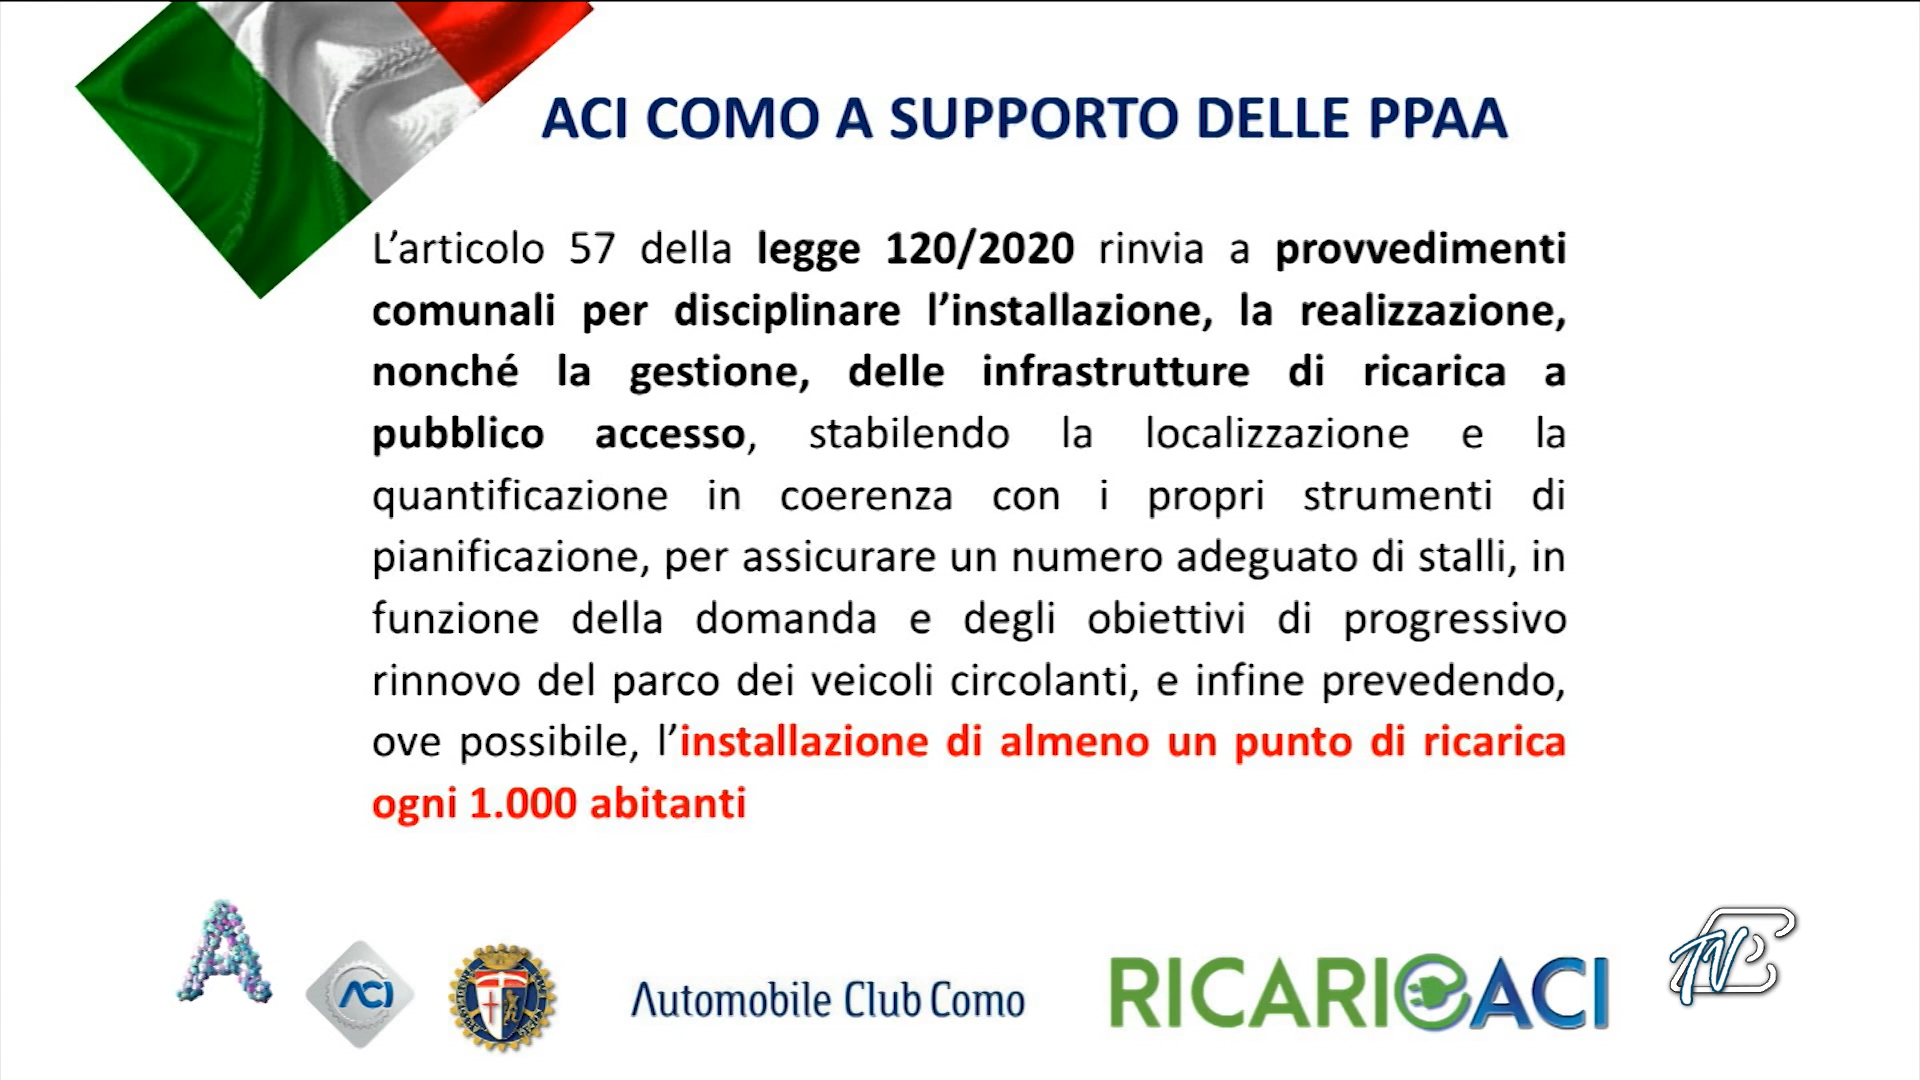 ACI COMO A SUPPORTO DELLE PPAA
L’articolo 57 della legge 120/2020 rinvia a provvedimenti
comunali per disciplinare l’installazione, la realizzazione,
nonché la gestione, delle infrastrutture di ricarica a
pubblico accesso, stabilendo la localizzazione e la
quantificazione in coerenza con i propri strumenti di
pianificazione, per assicurare un numero adeguato di stalli, in
funzione della domanda e degli obiettivi di progressivo
rinnovo del parco dei veicoli circolanti, e infine prevedendo,
ove possibile, l’installazione di almeno un punto di ricarica
ogni 1.000 abitanti
A
ACI
Automobile Club Como
RICARICACI